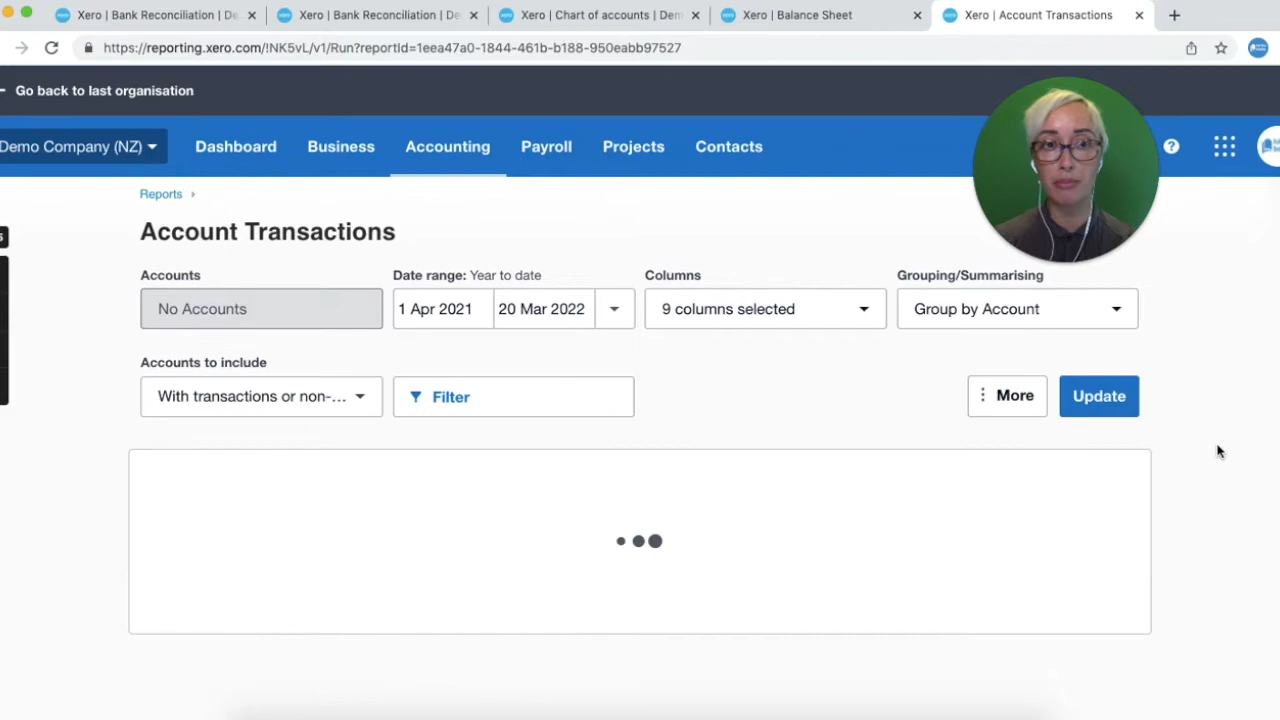 Xero | Bank Reconciliation | De
Xero | Bank Reconciliation | De
Xero | Chart of accounts | Dem
Xero | Balance Sheet
Xero | Account Transactions
https://reporting.xero.com/!NK5vL/v1/Run?reportId=1eea47a0-1844-461b-b188-950eabb97527
Go back to last organisation
Demo Company (NZ)
Dashboard
Business
Accounting
Payroll
Projects
Contacts
?
Reports
Account Transactions
Accounts
Date range: Year to date
Columns
Grouping/Summarising
No Accounts
1 Apr 2021
20 Mar 2022
9 columns selected
Group by Account
Accounts to include
With transactions or non-...
Filter
More
Update